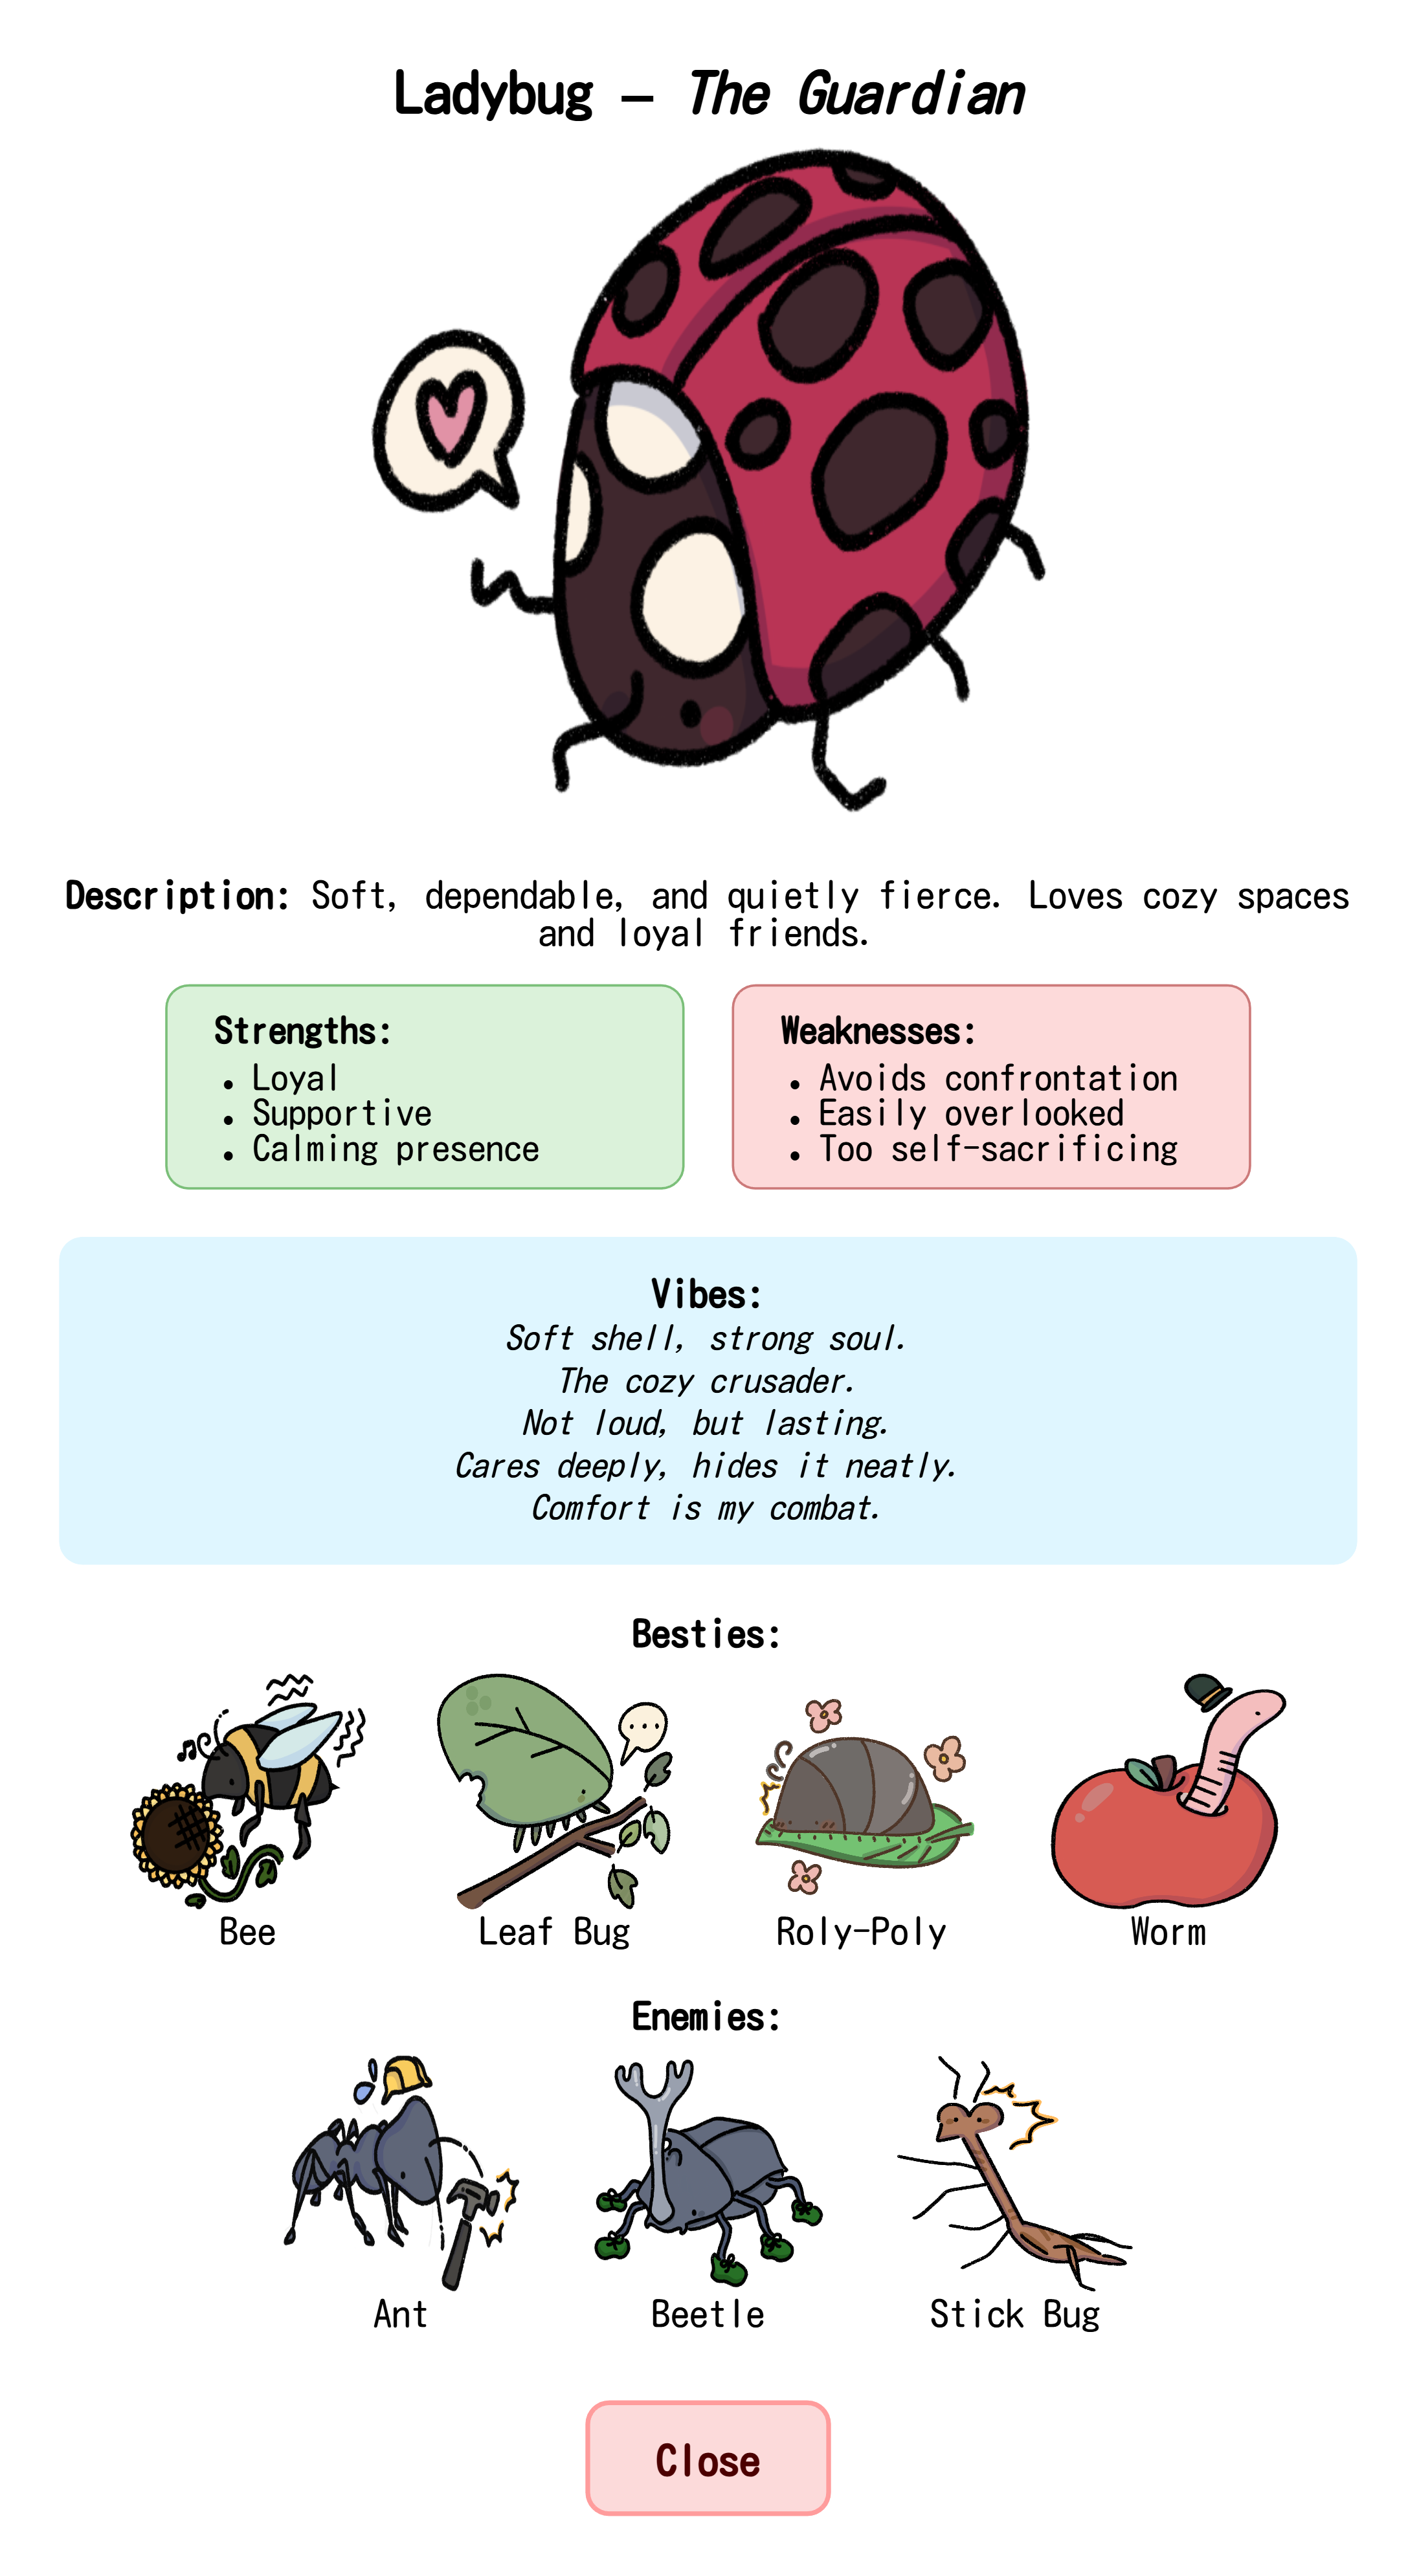 Ladybug – The Guardian
Description: Soft, dependable, and quietly fierce. Loves cozy spaces
and loyal friends.
Strengths:
• Loyal
• Supportive
• Calming presence
Weaknesses:
• Avoids confrontation
• Easily overlooked
• Too self-sacrificing
Vibes:
Soft shell, strong soul.
The cozy crusader.
Not loud, but lasting.
Cares deeply, hides it neatly.
Comfort is my combat.
Besties:
Bee
Leaf Bug
Roly-Poly
Worm
Enemies:
Ant
Beetle
Stick Bug
Close